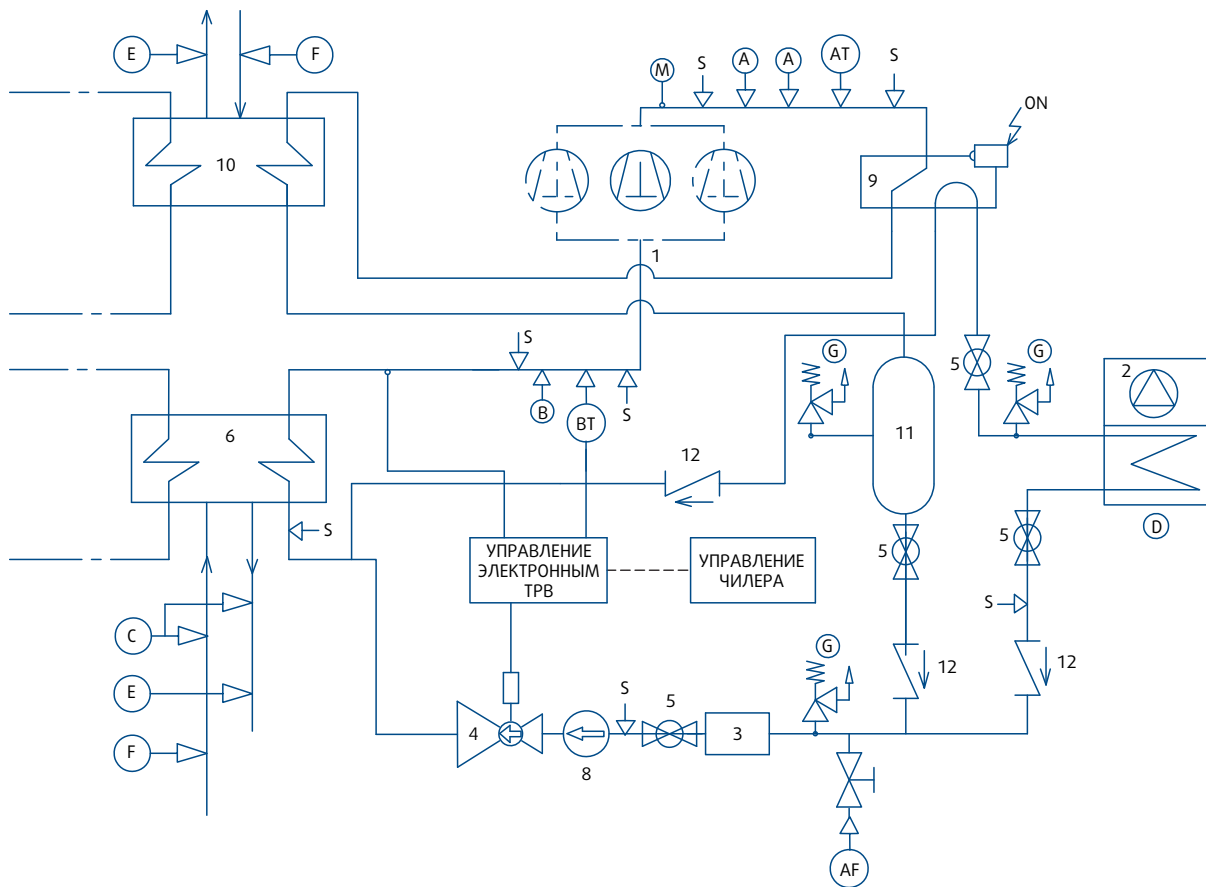 E
F
M
S
A
A
AT
S
ON
10
9
1
S
G
5
G
2
B
BT
S
6
12
11
S
УПРАВЛЕНИЕ
ЭЛЕКТРОННЫМ
ТРВ
УПРАВЛЕНИЕ
ЧИЛЕРА
5
5
D
S
C
G
12
12
E
S
5
F
4
3
8
AF